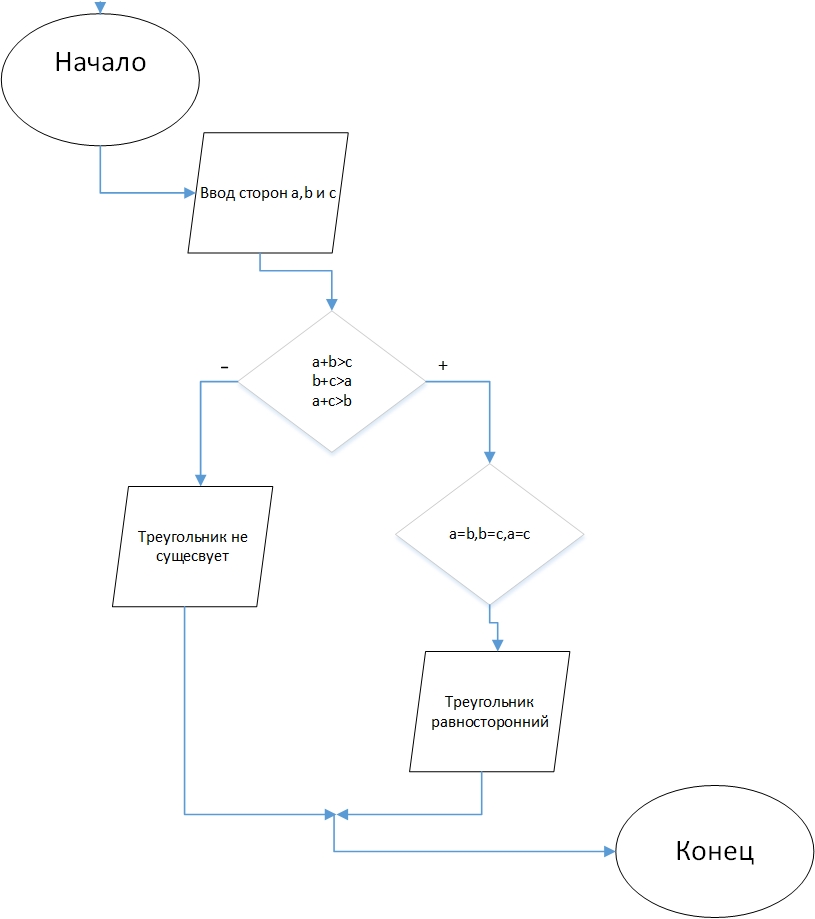 Начало
Ввод сторон a,b и c
–
+
a+b>c
b+c>a
a+c>b
Треугольник не
сущесвует
a=b,b=c,a=c
Треугольник
равносторонний
Конец